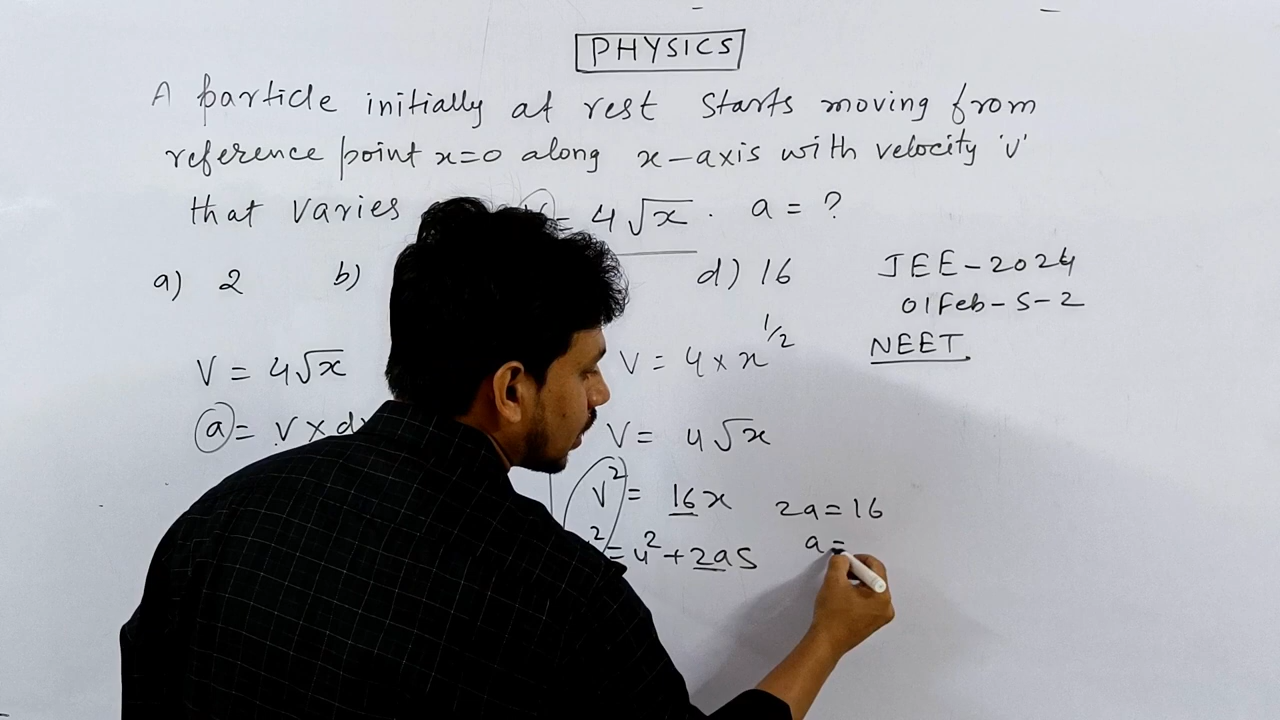 PHYSICS
A particle initially at rest starts moving from
reference point x=0 along x-axis with velocity 'v'
that varies = 4√x . a = ?
a) 2 b) d) 16
JEE-2024
01Feb-S-2
NEET
V = 4√x
a = V × d
V = 4 × x^1/2
V = 4√x
v² = 16x
² = u² + 2as
2a = 16
a =